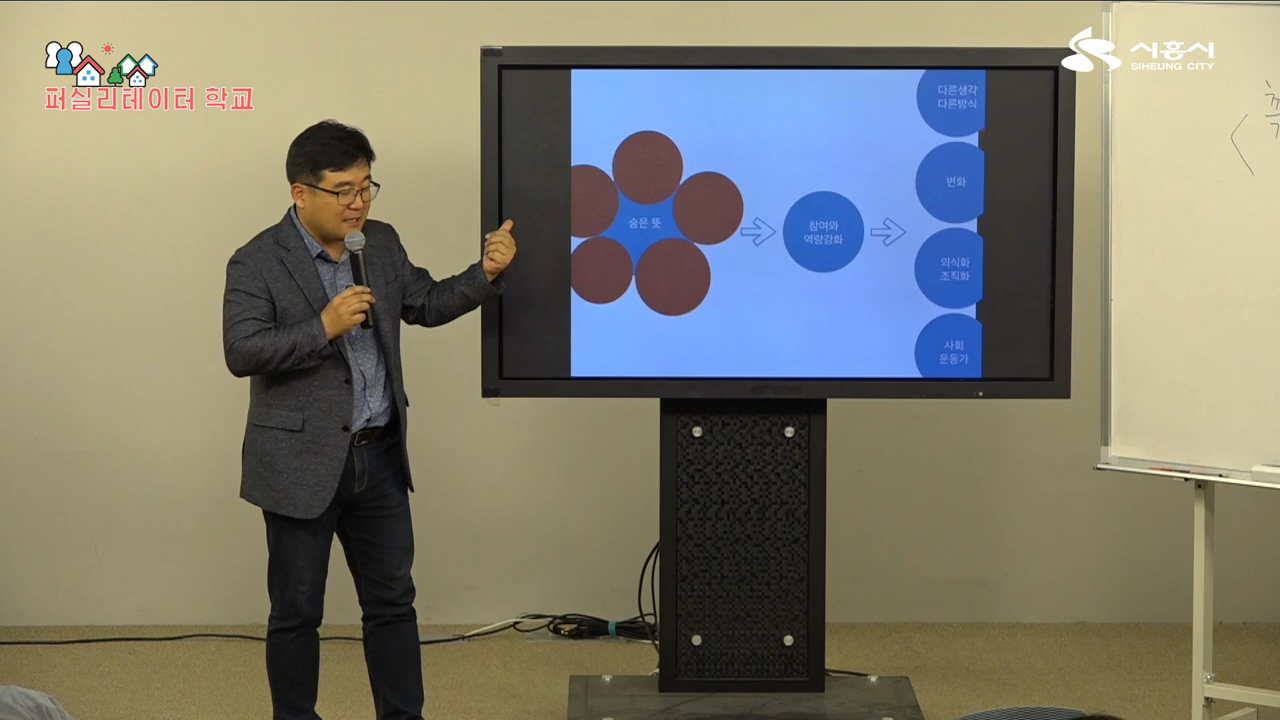 퍼실리테이터 학교
시흥시
SIHEUNG CITY
숨은 뜻
참여와
역량강화
다른생각
다른방식
변화
의식화
조직화
사회
운동가